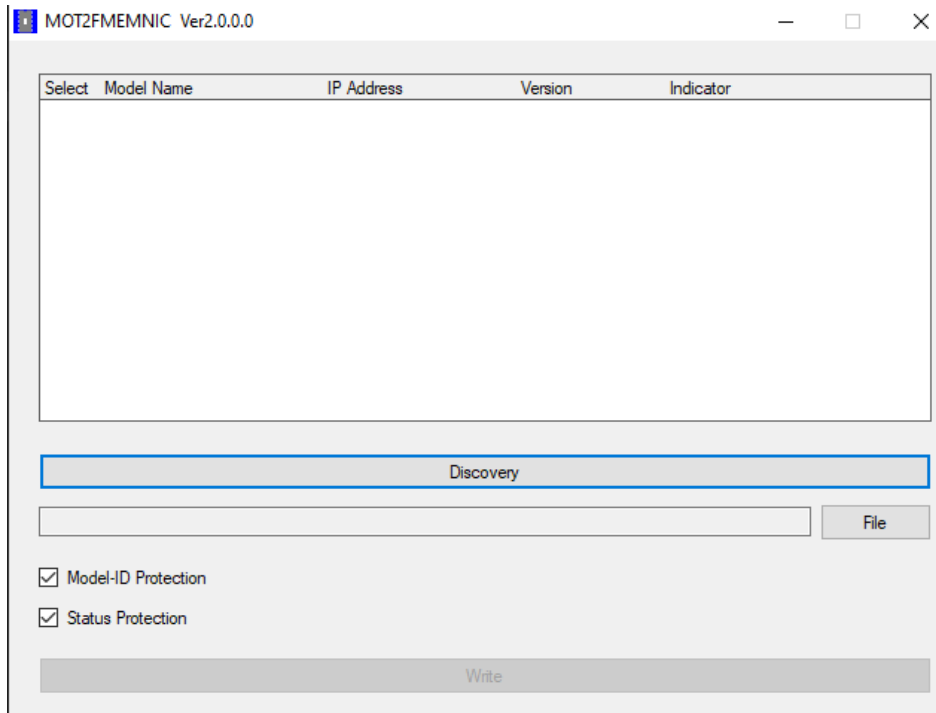 MOT2FMEMNIC Ver2.0.0.0
Select Model Name IP Address Version Indicator
Discovery
File
Model-ID Protection
Status Protection
Write